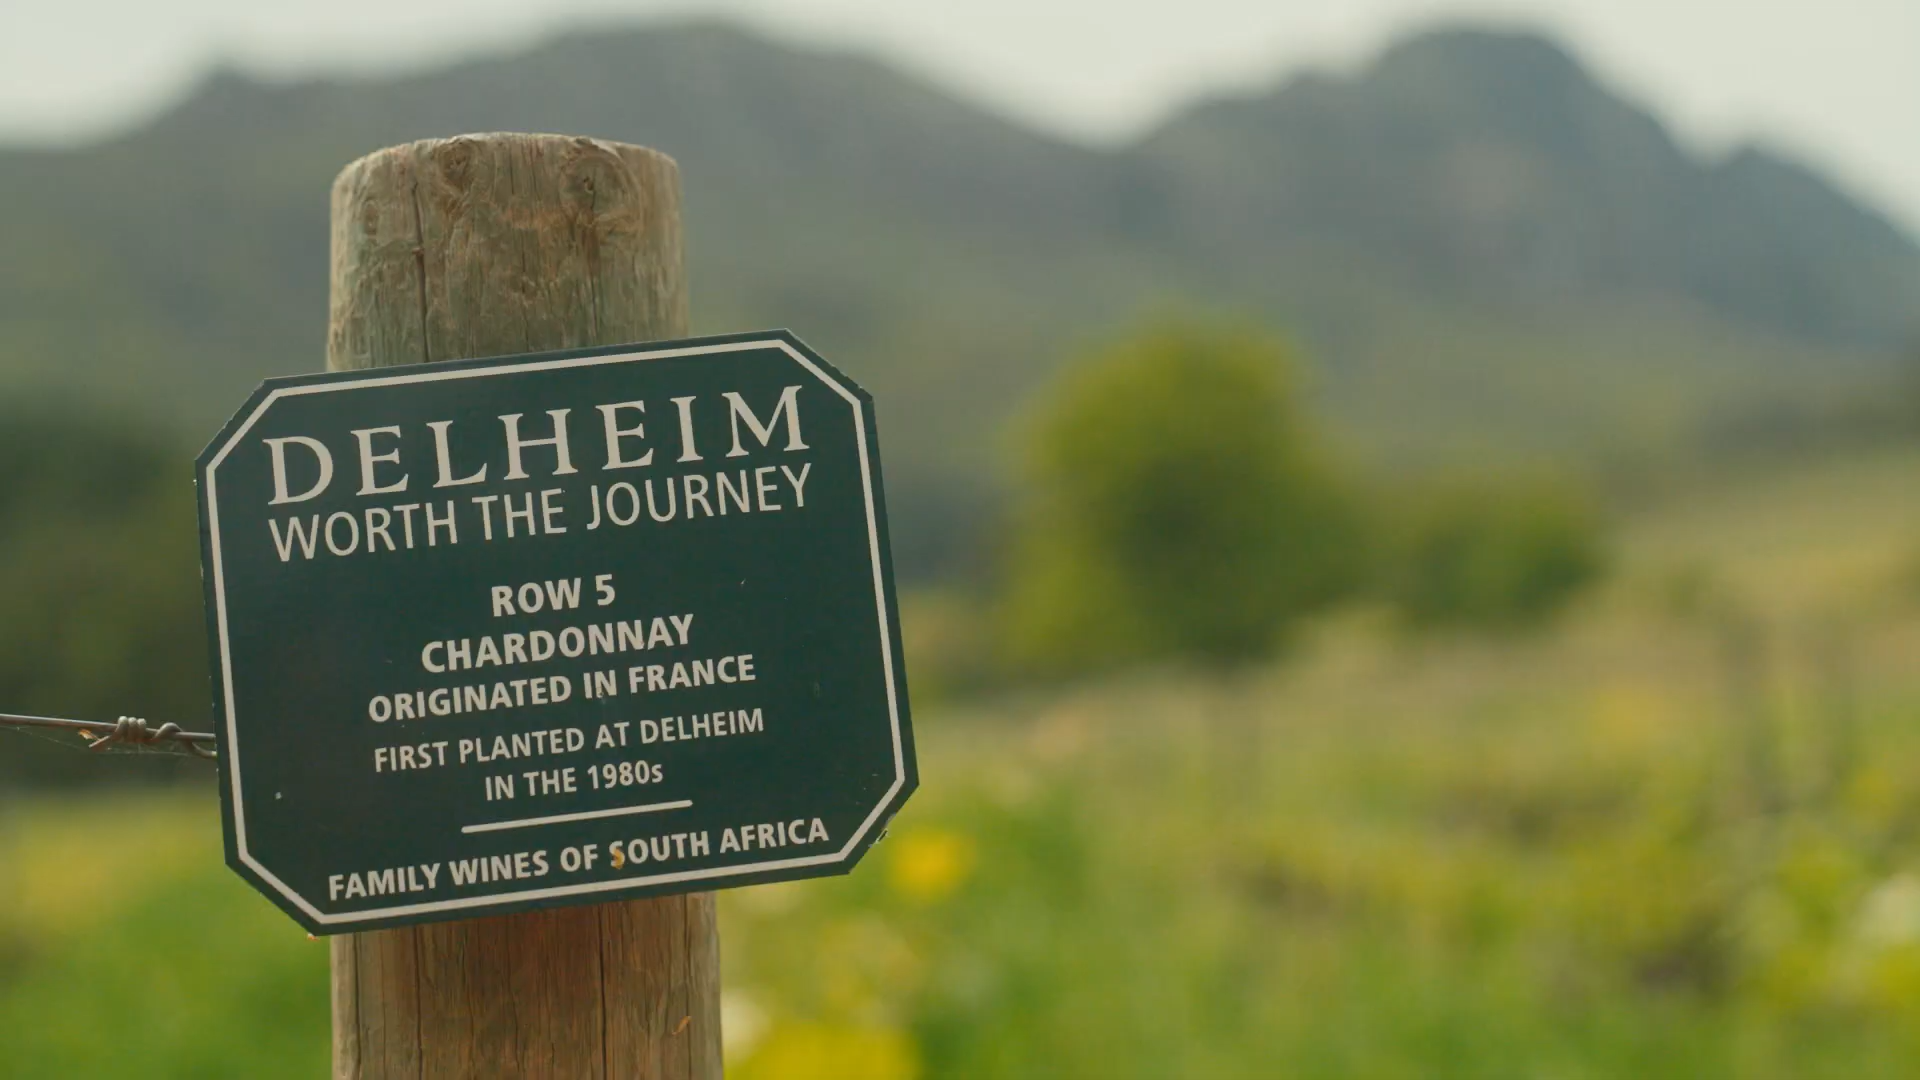 DELHEIM
WORTH THE JOURNEY
ROW 5
CHARDONNAY
ORIGINATED IN FRANCE
FIRST PLANTED AT DELHEIM
IN THE 1980s
FAMILY WINES OF SOUTH AFRICA